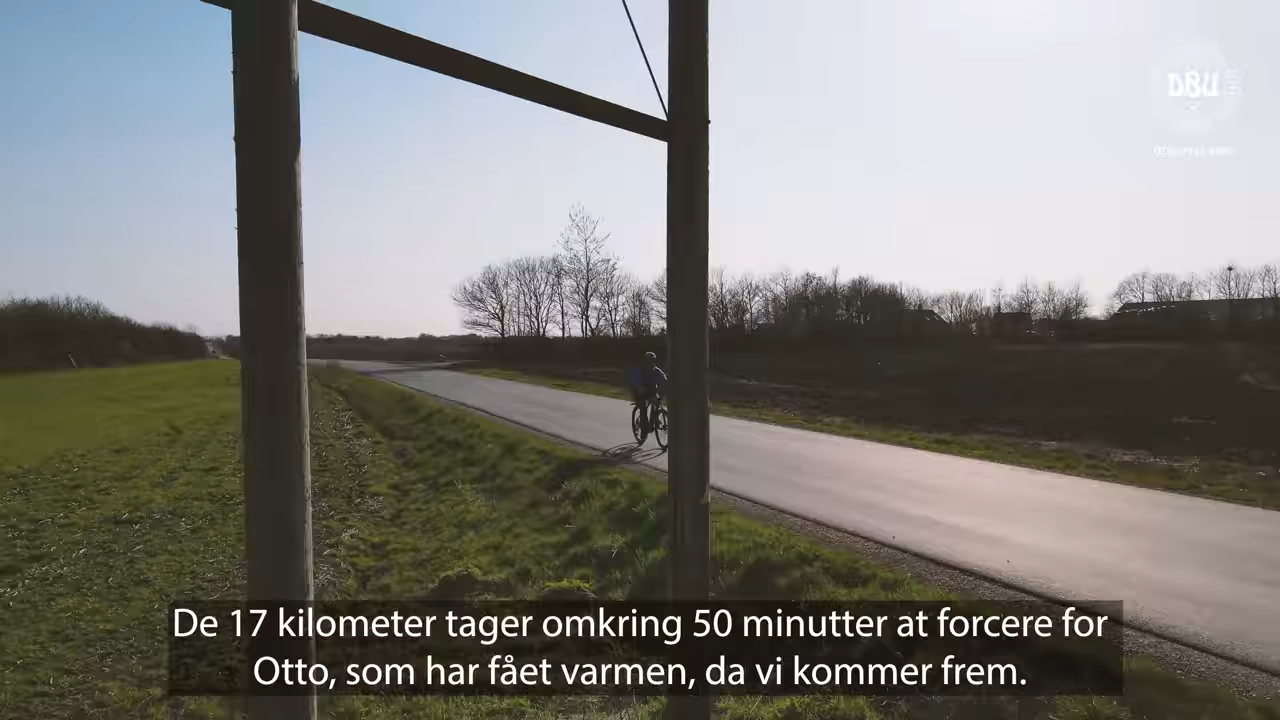 DBU
De 17 kilometer tager omkring 50 minutter at forcere for
Otto, som har fået varmen, da vi kommer frem.